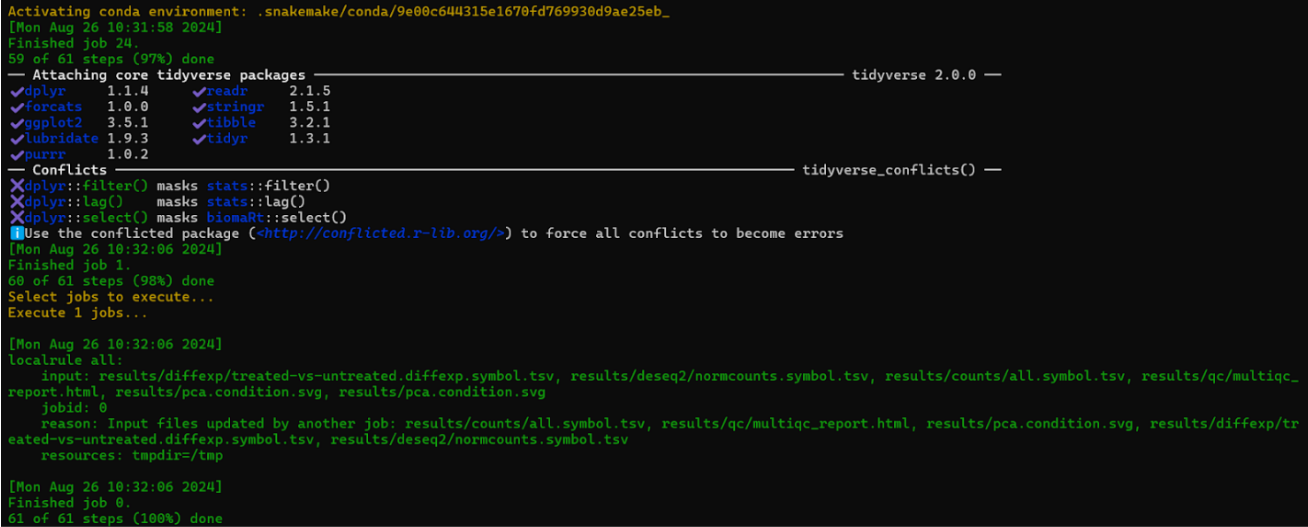 Activating conda environment: .snakemake/conda/9e00c644315e1670fd769930d9ae25eb_
[Mon Aug 26 10:31:58 2024]
Finished job 24.
59 of 61 steps (97%) done
── Attaching core tidyverse packages ──────────────── tidyverse 2.0.0 ──
✔dplyr 1.1.4 ✔readr 2.1.5
✔forcats 1.0.0 ✔stringr 1.5.1
✔ggplot2 3.5.1 ✔tibble 3.2.1
✔lubridate 1.9.3 ✔tidyr 1.3.1
✔purrr 1.0.2
── Conflicts ──────────────── tidyverse_conflicts() ──
✖dplyr::filter() masks stats::filter()
✖dplyr::lag() masks stats::lag()
✖dplyr::select() masks biomaRt::select()
ℹUse the conflicted package (<http://conflicted.r-lib.org/>) to force all conflicts to become errors
[Mon Aug 26 10:32:06 2024]
Finished job 1.
60 of 61 steps (98%) done
Select jobs to execute...
Execute 1 jobs...
[Mon Aug 26 10:32:06 2024]
localrule all:
input: results/diffexp/treated-vs-untreated.diffexp.symbol.tsv, results/deseq2/normcounts.symbol.tsv, results/counts/all.symbol.tsv, results/qc/multiqc_
report.html, results/pca.condition.svg, results/pca.condition.svg
jobid: 0
reason: Input files updated by another job: results/counts/all.symbol.tsv, results/qc/multiqc_report.html, results/pca.condition.svg, results/diffexp/tr
eated-vs-untreated.diffexp.symbol.tsv, results/deseq2/normcounts.symbol.tsv
resources: tmpdir=/tmp
[Mon Aug 26 10:32:06 2024]
Finished job 0.
61 of 61 steps (100%) done